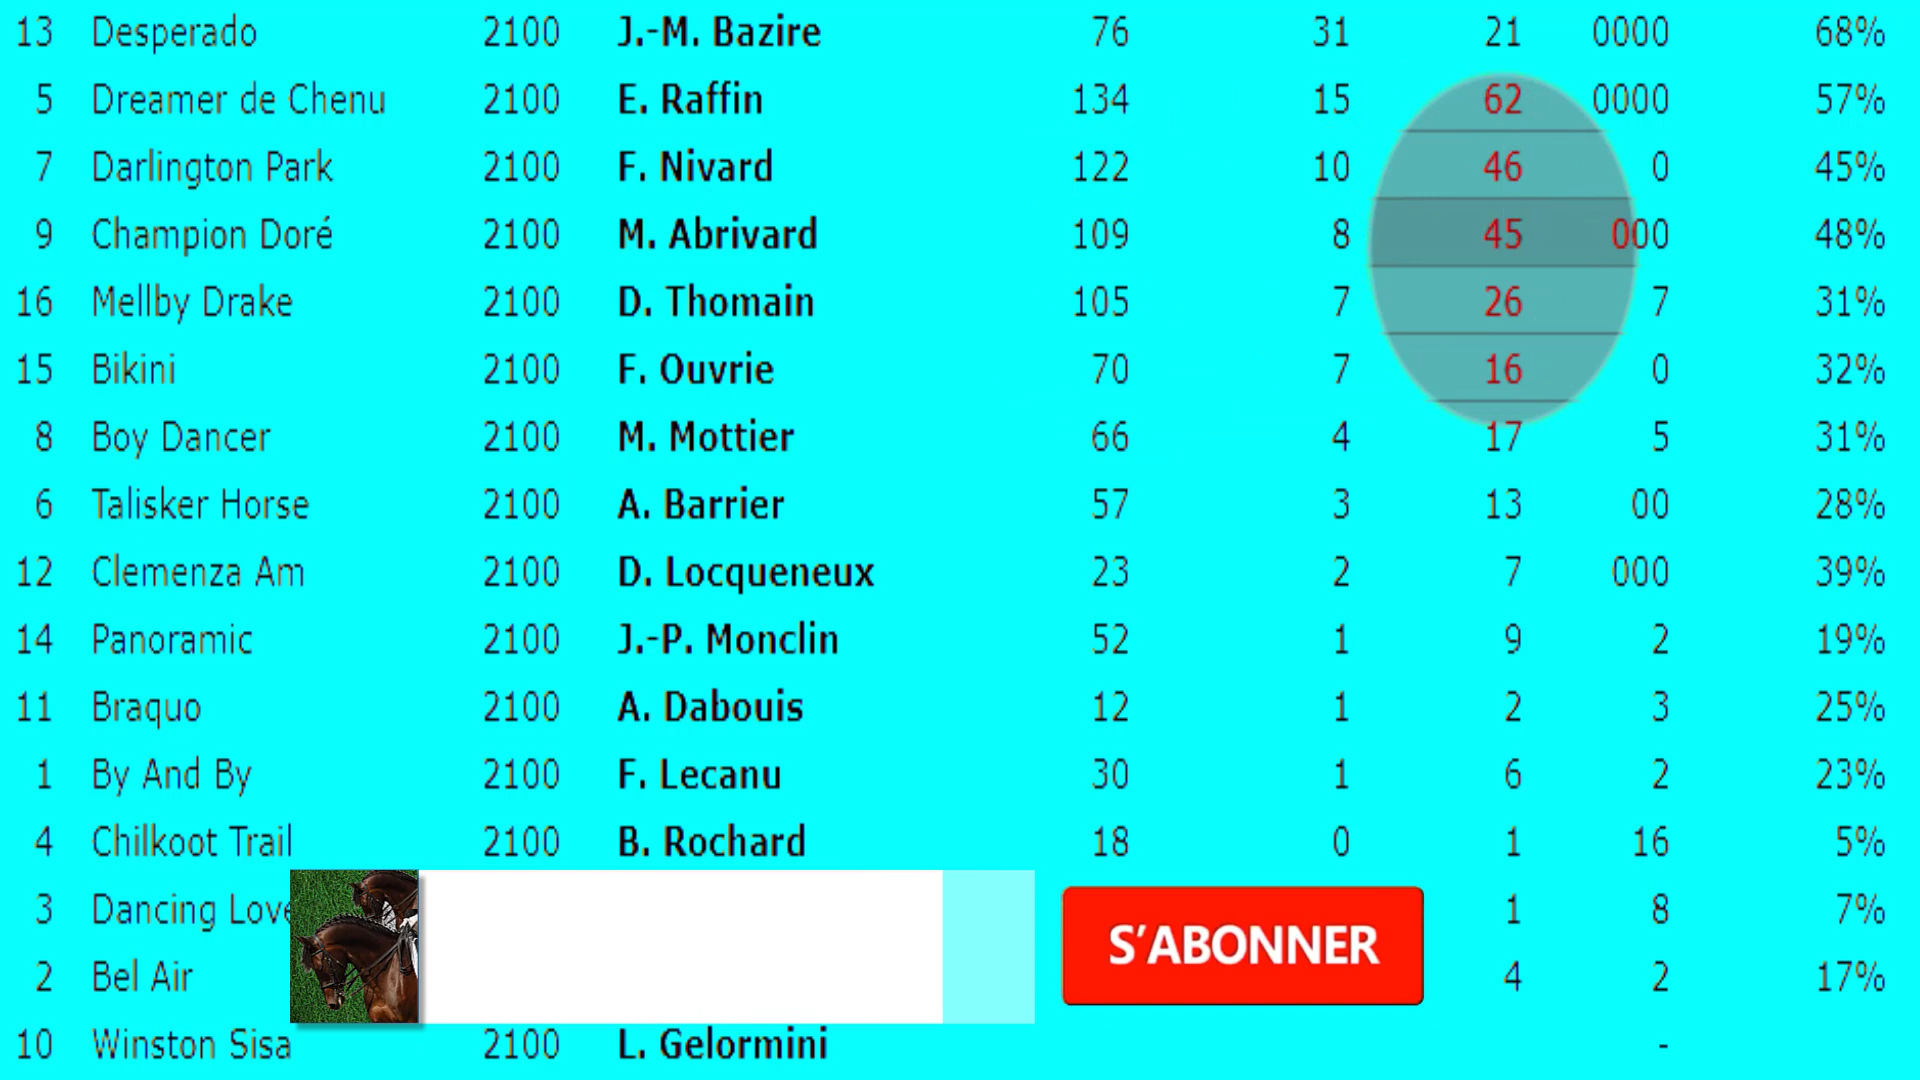 13 Desperado 2100 J.-M. Bazire 76 31 21 0000 68%
5 Dreamer de Chenu 2100 E. Raffin 134 15 62 0000 57%
7 Darlington Park 2100 F. Nivard 122 10 46 0 45%
9 Champion Doré 2100 M. Abrivard 109 8 45 000 48%
16 Mellby Drake 2100 D. Thomain 105 7 26 7 31%
15 Bikini 2100 F. Ouvrie 70 7 16 0 32%
8 Boy Dancer 2100 M. Mottier 66 4 17 5 31%
6 Talisker Horse 2100 A. Barrier 57 3 13 00 28%
12 Clemenza Am 2100 D. Locqueneux 23 2 7 000 39%
14 Panoramic 2100 J.-P. Monclin 52 1 9 2 19%
11 Braquo 2100 A. Dabouis 12 1 2 3 25%
1 By And By 2100 F. Lecanu 30 1 6 2 23%
4 Chilkoot Trail 2100 B. Rochard 18 0 1 16 5%
3 Dancing Love 1 8 7%
S'ABONNER
2 Bel Air 4 2 17%
10 Winston Sisa 2100 L. Gelormini -